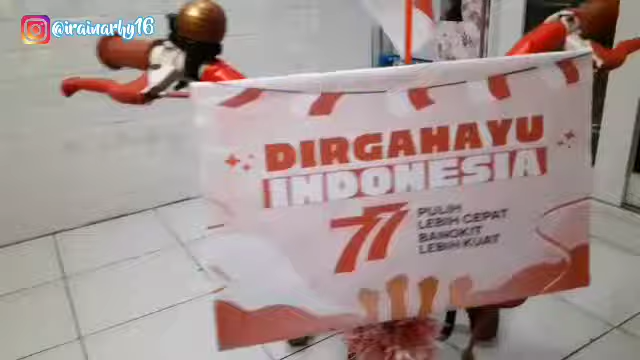 @irainarby16
DIRGAHAYU
INDONESIA
77
PULIH
LEBIH CEPAT
BANGKIT
LEBIH KUAT